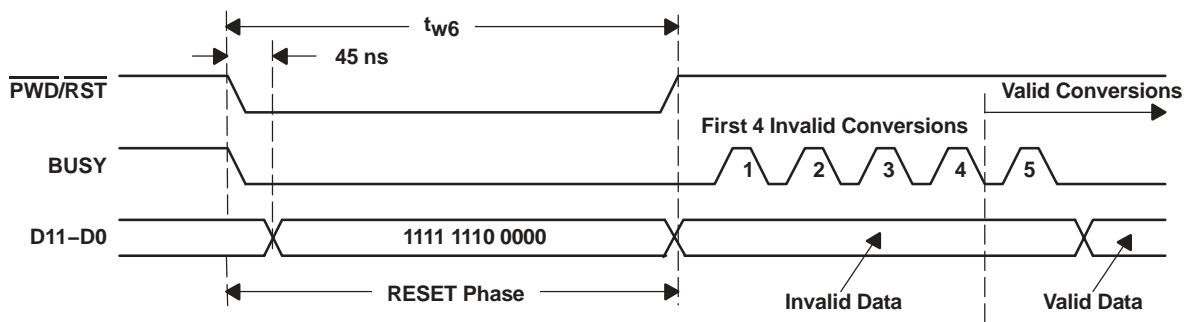 tw6
45 ns
PWD/RST
Valid Conversions
First 4 Invalid Conversions
BUSY
1 2 3 4 5
D11–D0
1111 1110 0000
RESET Phase
Invalid Data
Valid Data